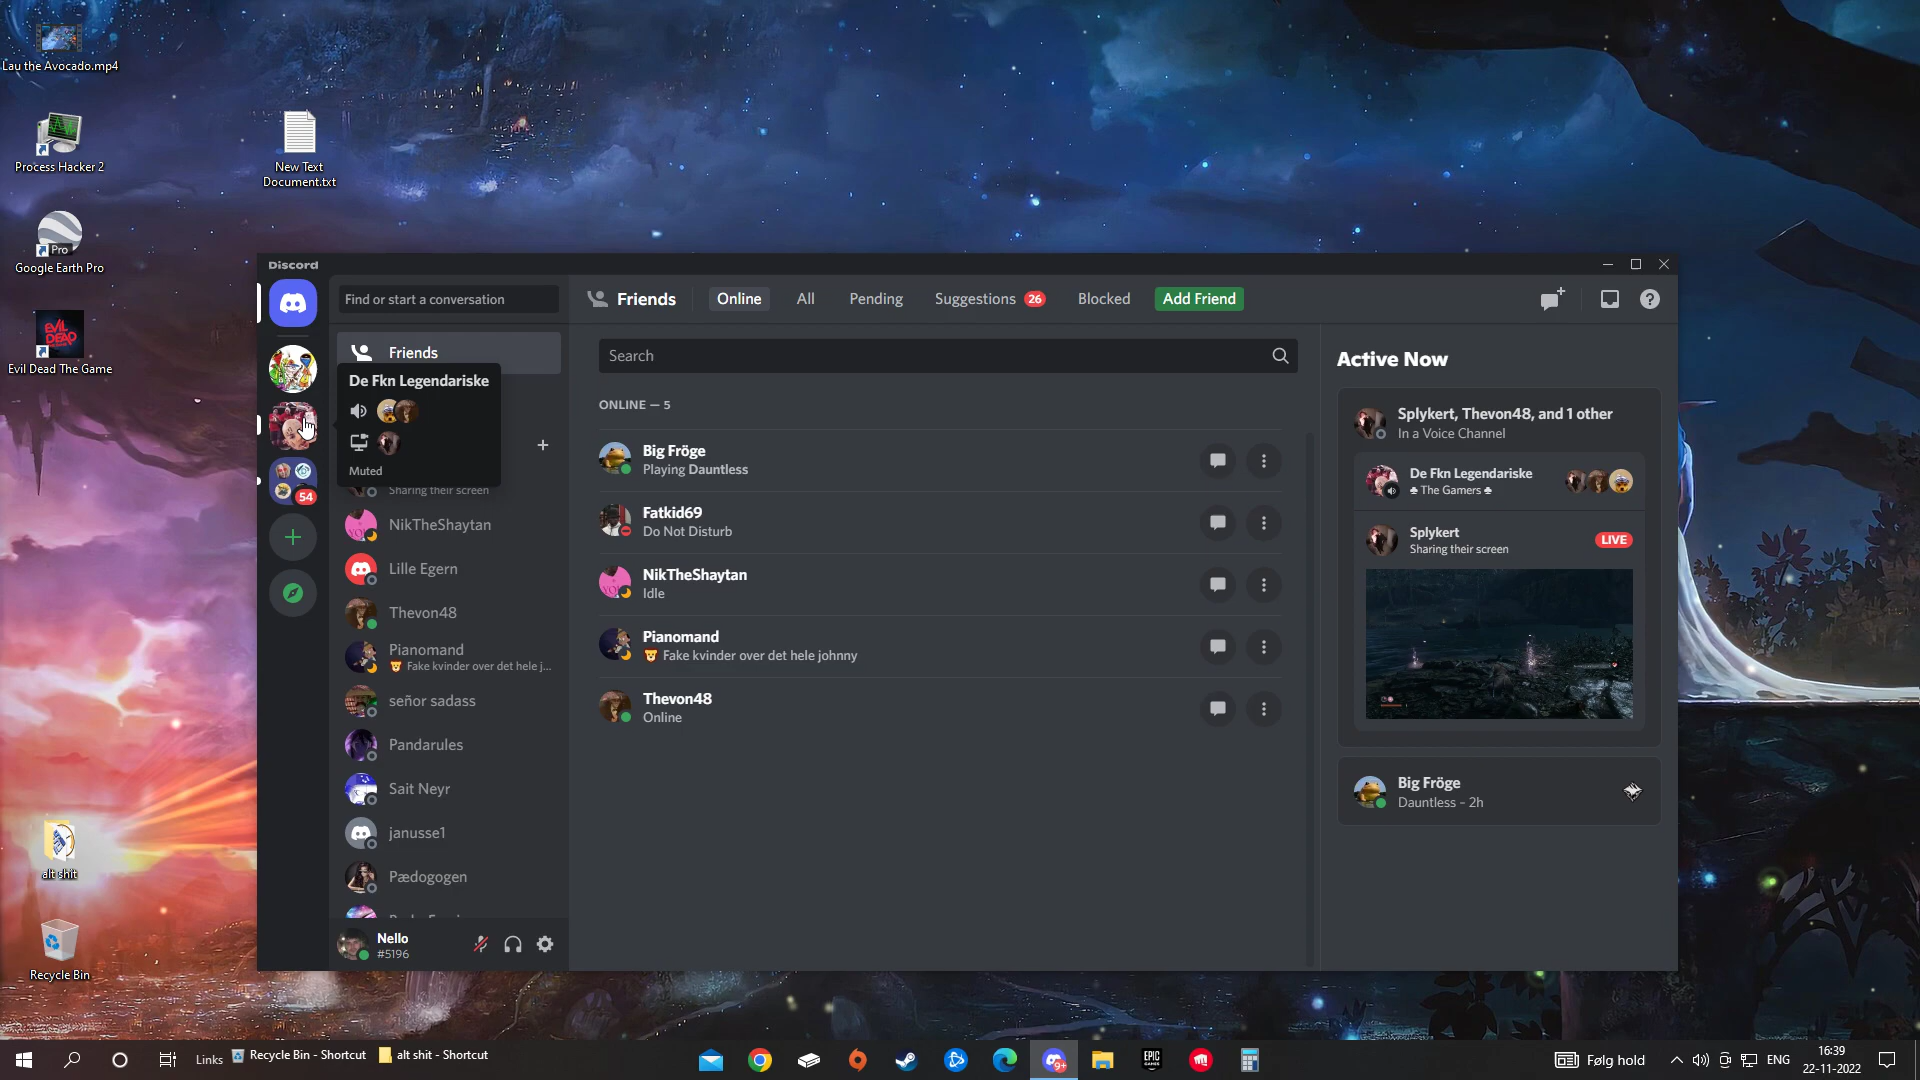 Lau the Avocado.mp4
Process Hacker 2
New Text
Document.txt
Pro
Google Earth Pro
EVIL
DEAD
Evil Dead The Game
alt shit
Recycle Bin
Discord
Find or start a conversation
Friends
De Fkn Legendariske
Muted
Sharing their screen
54
NikTheShaytan
Lille Egern
Thevon48
Pianomand
Fake kvinder over det hele j...
señor sadass
Pandarules
Sait Neyr
janusse1
Pædogogen
Nello
#5196
Friends
Online
All
Pending
Suggestions 26
Blocked
Add Friend
Search
ONLINE — 5
Big Fröge
Playing Dauntless
Fatkid69
Do Not Disturb
NikTheShaytan
Idle
Pianomand
Fake kvinder over det hele johnny
Thevon48
Online
Active Now
Splykert, Thevon48, and 1 other
In a Voice Channel
De Fkn Legendariske
♣ The Gamers ♣
Splykert
Sharing their screen
LIVE
Big Fröge
Dauntless – 2h
Links
Recycle Bin - Shortcut
alt shit - Shortcut
9+
EPIC
GAMES
Følg hold
ENG
16:39
22-11-2022